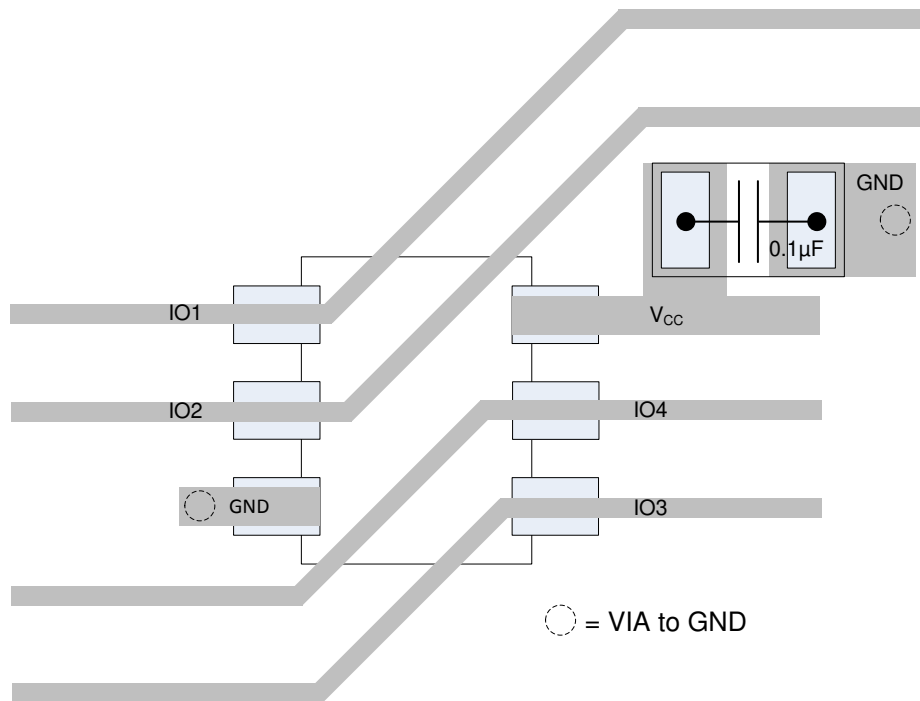 GND
0.1µF
IO1
VCC
IO2
IO4
GND
IO3
= VIA to GND